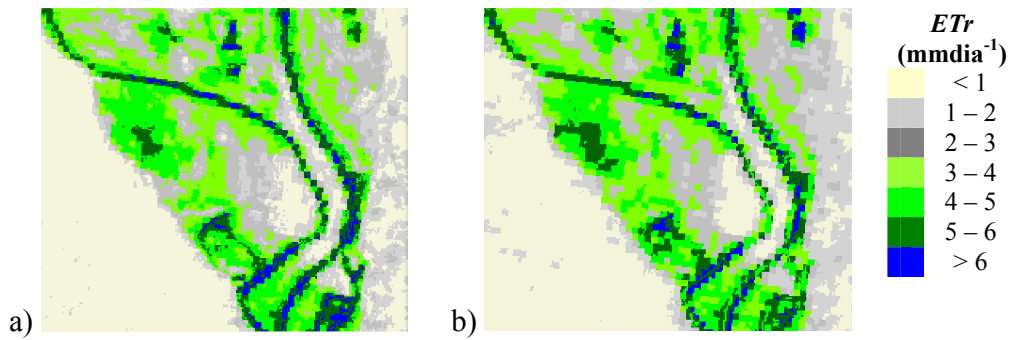 ETr
(mmdia⁻¹)
< 1
1 – 2
2 – 3
3 – 4
4 – 5
5 – 6
> 6
a)
b)